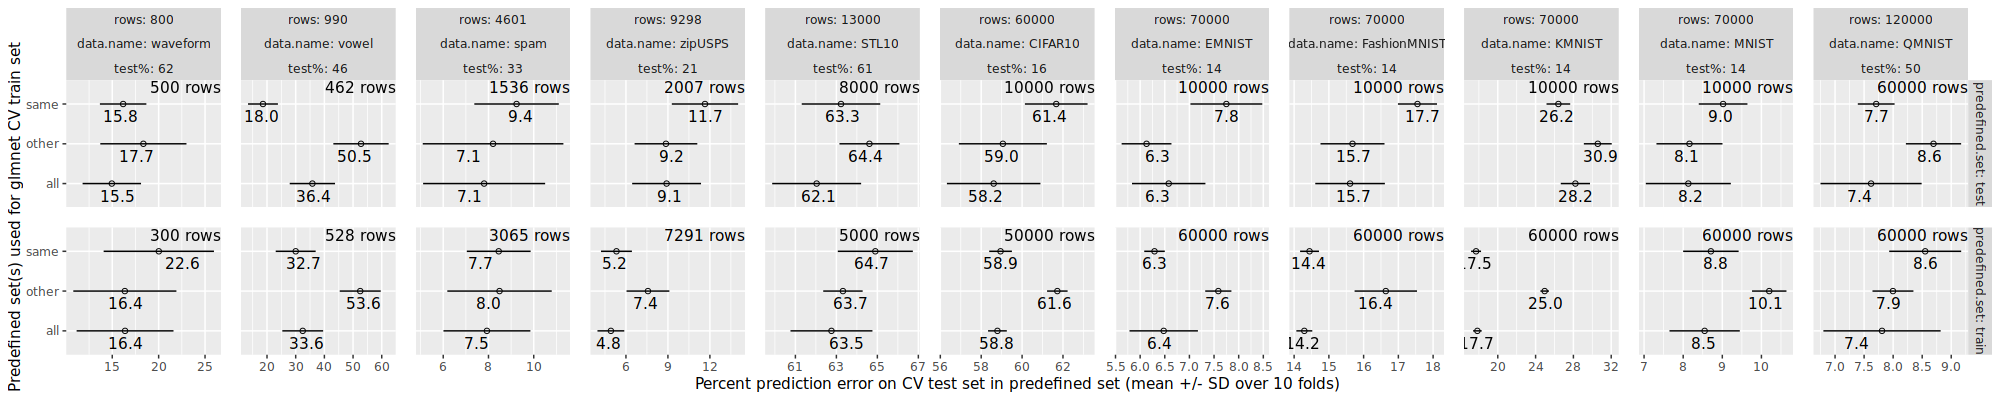 rows: 800 rows: 990 rows: 4601 rows: 9298 rows: 13000 rows: 60000 rows: 70000 rows: 70000 rows: 70000 rows: 70000 rows: 120000
data.name: waveform data.name: vowel data.name: spam data.name: zipUSPS data.name: STL10 data.name: CIFAR10 data.name: EMNIST data.name: FashionMNIST data.name: KMNIST data.name: MNIST data.name: QMNIST
test%: 62 test%: 46 test%: 33 test%: 21 test%: 61 test%: 16 test%: 14 test%: 14 test%: 14 test%: 14 test%: 50
Predefined set(s) used for glmnet CV train set
500 rows 462 rows 1536 rows 2007 rows 8000 rows 10000 rows 10000 rows 10000 rows 10000 rows 10000 rows 60000 rows
same
15.8 18.0 9.4 11.7 63.3 61.4 7.8 17.7 26.2 9.0 7.7
other
17.7 50.5 7.1 9.2 64.4 59.0 6.3 15.7 30.9 8.1 8.6
all
15.5 36.4 7.1 9.1 62.1 58.2 6.3 15.7 28.2 8.2 7.4
predefined.set: test
300 rows 528 rows 3065 rows 7291 rows 5000 rows 50000 rows 60000 rows 60000 rows 60000 rows 60000 rows 60000 rows
same
22.6 32.7 7.7 5.2 64.7 58.9 6.3 14.4 17.5 8.8 8.6
other
16.4 53.6 8.0 7.4 63.7 61.6 7.6 16.4 25.0 10.1 7.9
all
16.4 33.6 7.5 4.8 63.5 58.8 6.4 14.2 17.7 8.5 7.4
predefined.set: train
15 20 25 20 30 40 50 60 6 8 10 6 9 12 61 63 65 67 56 58 60 62 5.5 6.0 6.5 7.0 7.5 8.0 8.5 14 15 16 17 18 20 24 28 32 7 8 9 10 7.0 7.5 8.0 8.5 9.0
Percent prediction error on CV test set in predefined set (mean +/- SD over 10 folds)